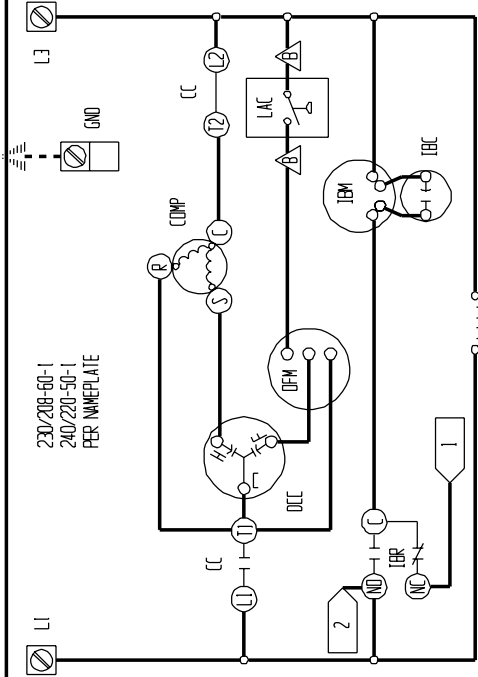 L1
L3
230/208-60-1
240/220-50-1
PER NAMEPLATE
GND
R
COMP
S
C
CC
T2
L2
CC
L1
T1
H
C
F
OCC
OFM
LAC
B
B
IBM
IBC
2
NO
C
IBR
NC
1